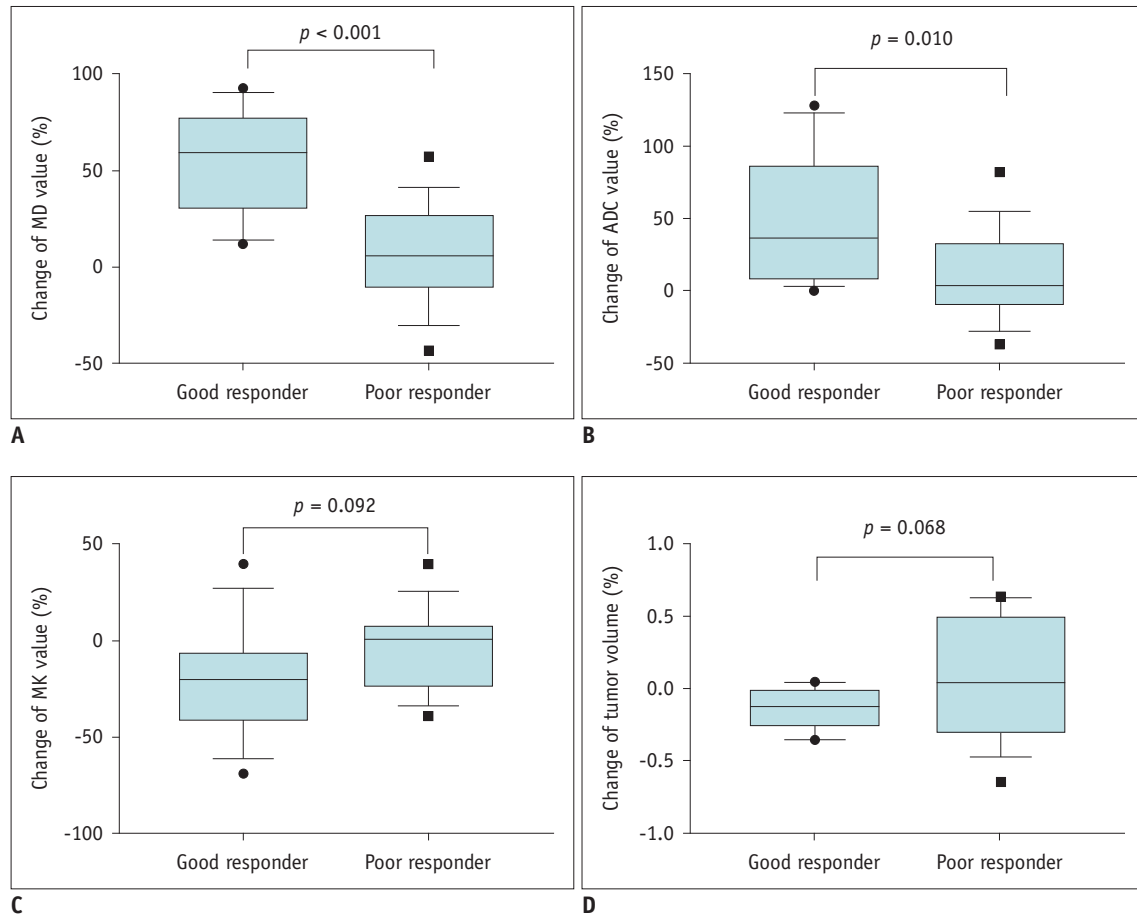 p < 0.001
Change of MD value (%)
100
50
0
-50
Good responder Poor responder
A
p = 0.010
Change of ADC value (%)
150
100
50
0
-50
Good responder Poor responder
B
p = 0.092
Change of MK value (%)
50
0
-50
-100
Good responder Poor responder
C
p = 0.068
Change of tumor volume (%)
1.0
0.5
0.0
-0.5
-1.0
Good responder Poor responder
D